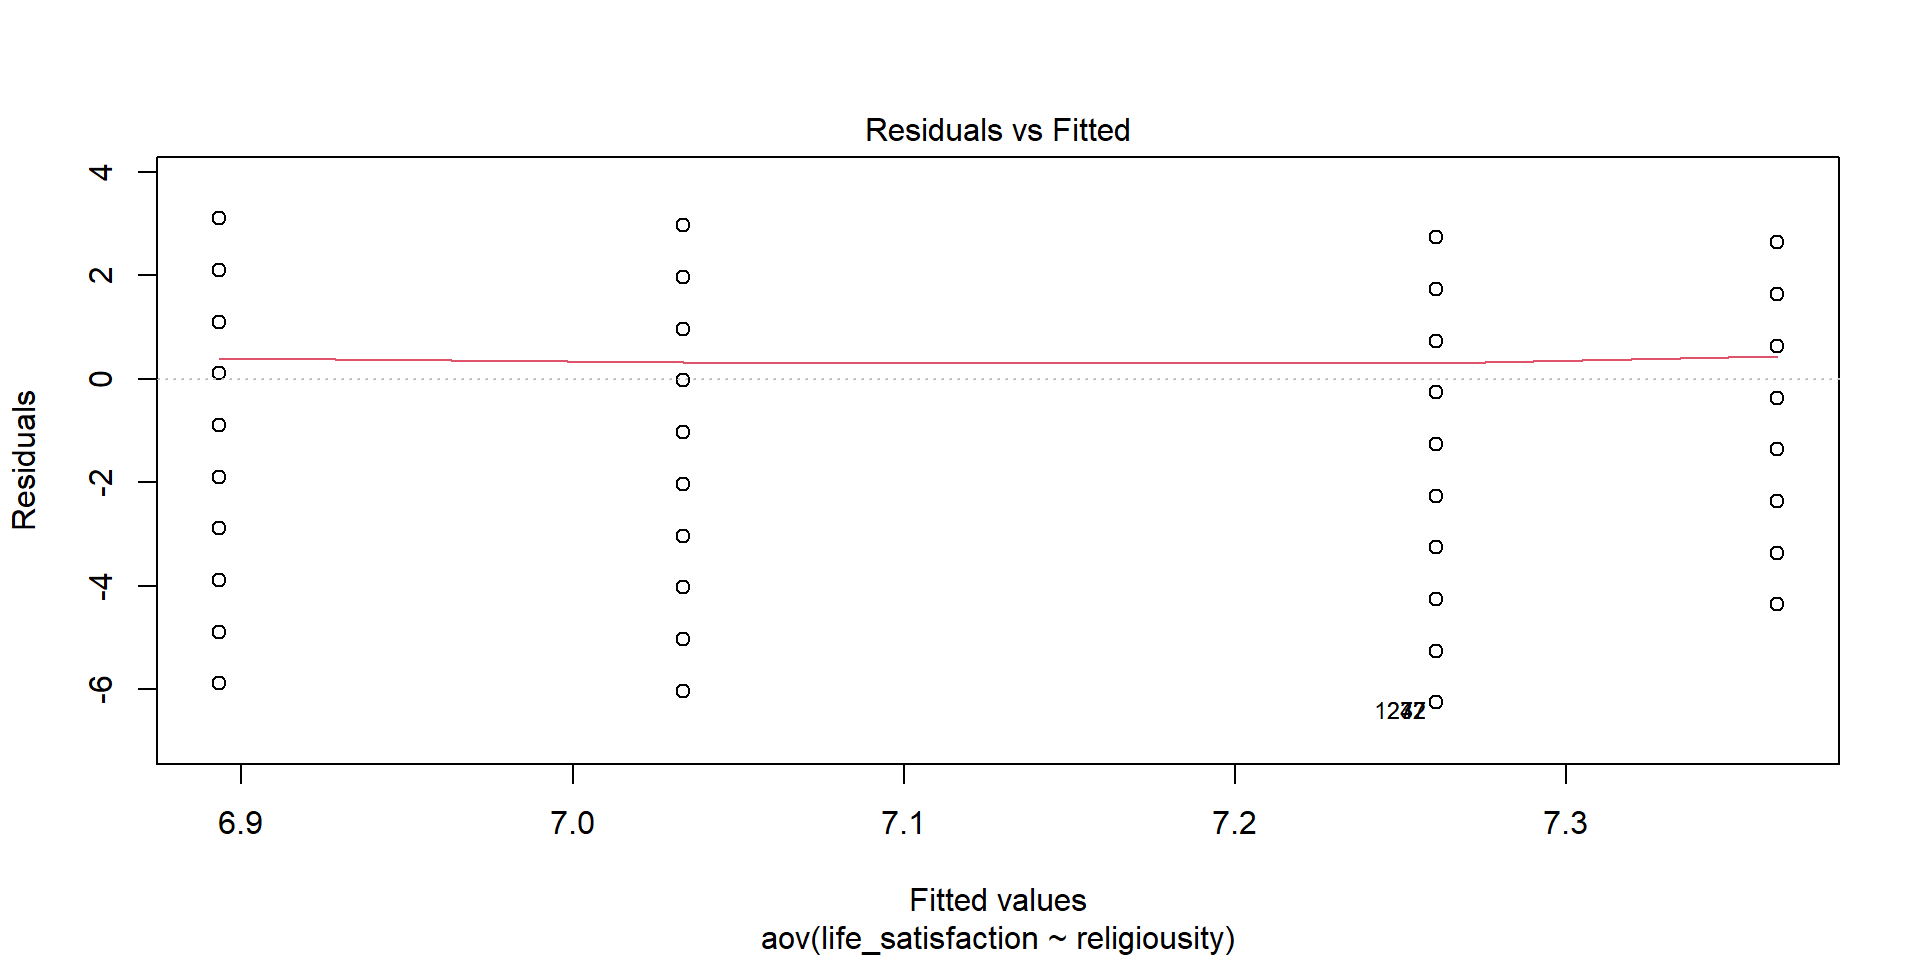 Residuals vs Fitted
4
2
0
-2
-4
-6
Residuals
6.9 7.0 7.1 7.2 7.3
Fitted values
aov(life_satisfaction ~ religiousity)